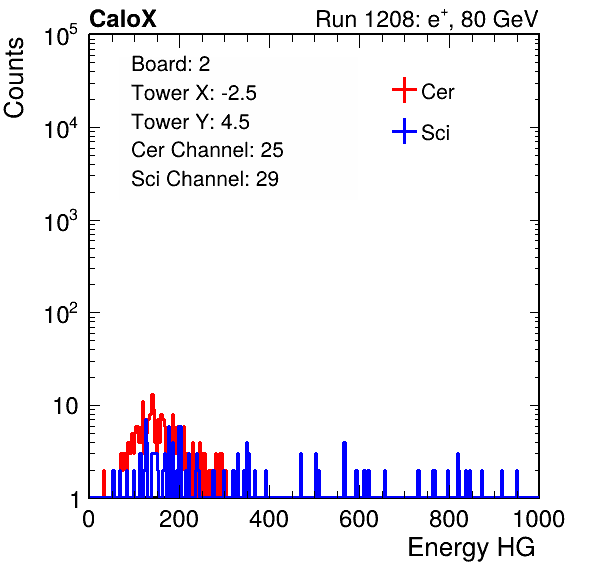 CaloX Run 1208: e⁺, 80 GeV
Counts
Board: 2
Tower X: -2.5
Tower Y: 4.5
Cer Channel: 25
Sci Channel: 29
Cer
Sci
10⁵
10⁴
10³
10²
10
1
0 200 400 600 800 1000
Energy HG